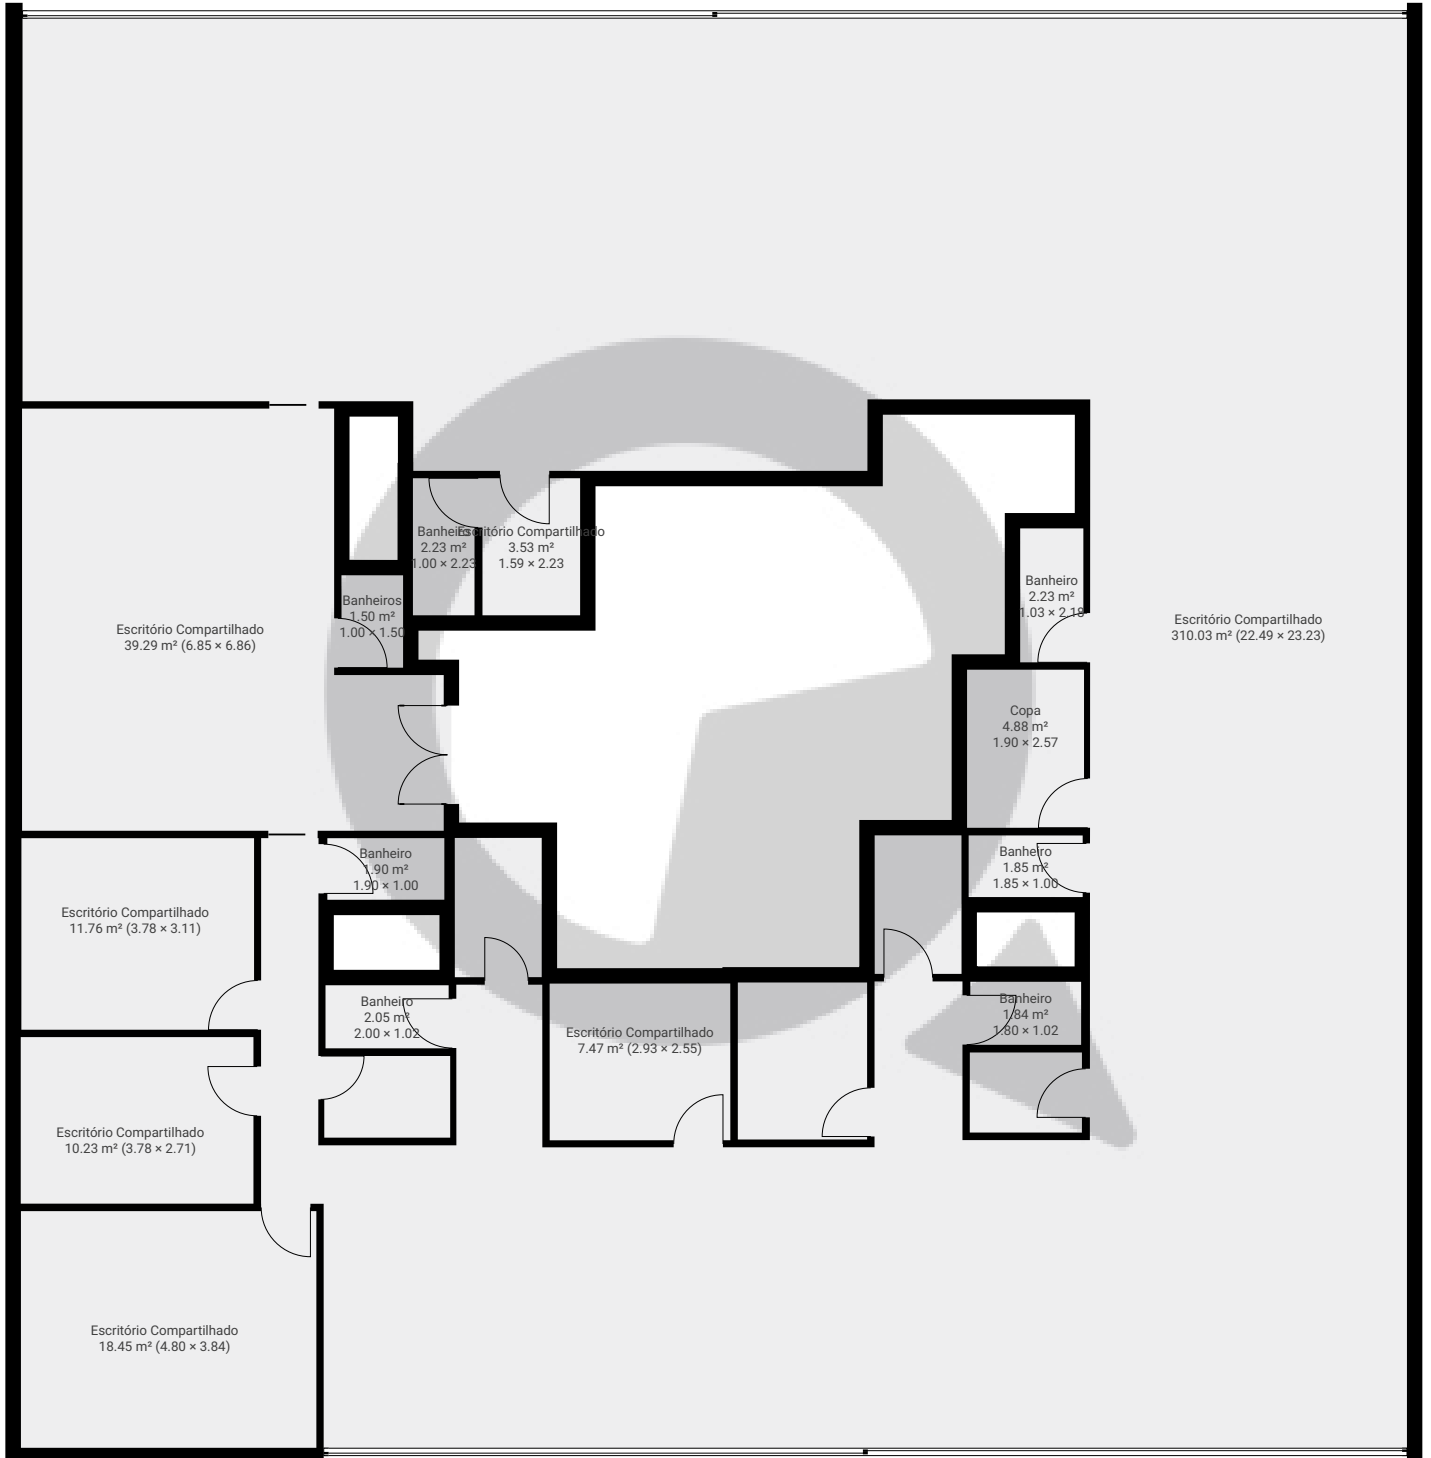 Banheiro
2.23 m²
1.00 × 2.23
Escritório Compartilhado
3.53 m²
1.59 × 2.23
Banheiros
1.50 m²
1.00 × 1.50
Escritório Compartilhado
39.29 m² (6.85 × 6.86)
Banheiro
2.23 m²
1.03 × 2.18
Escritório Compartilhado
310.03 m² (22.49 × 23.23)
Copa
4.88 m²
1.90 × 2.57
Banheiro
1.90 m²
1.90 × 1.00
Banheiro
1.85 m²
1.85 × 1.00
Escritório Compartilhado
11.76 m² (3.78 × 3.11)
Banheiro
2.05 m²
2.00 × 1.02
Escritório Compartilhado
7.47 m² (2.93 × 2.55)
Banheiro
1.84 m²
1.80 × 1.02
Escritório Compartilhado
10.23 m² (3.78 × 2.71)
Escritório Compartilhado
18.45 m² (4.80 × 3.84)